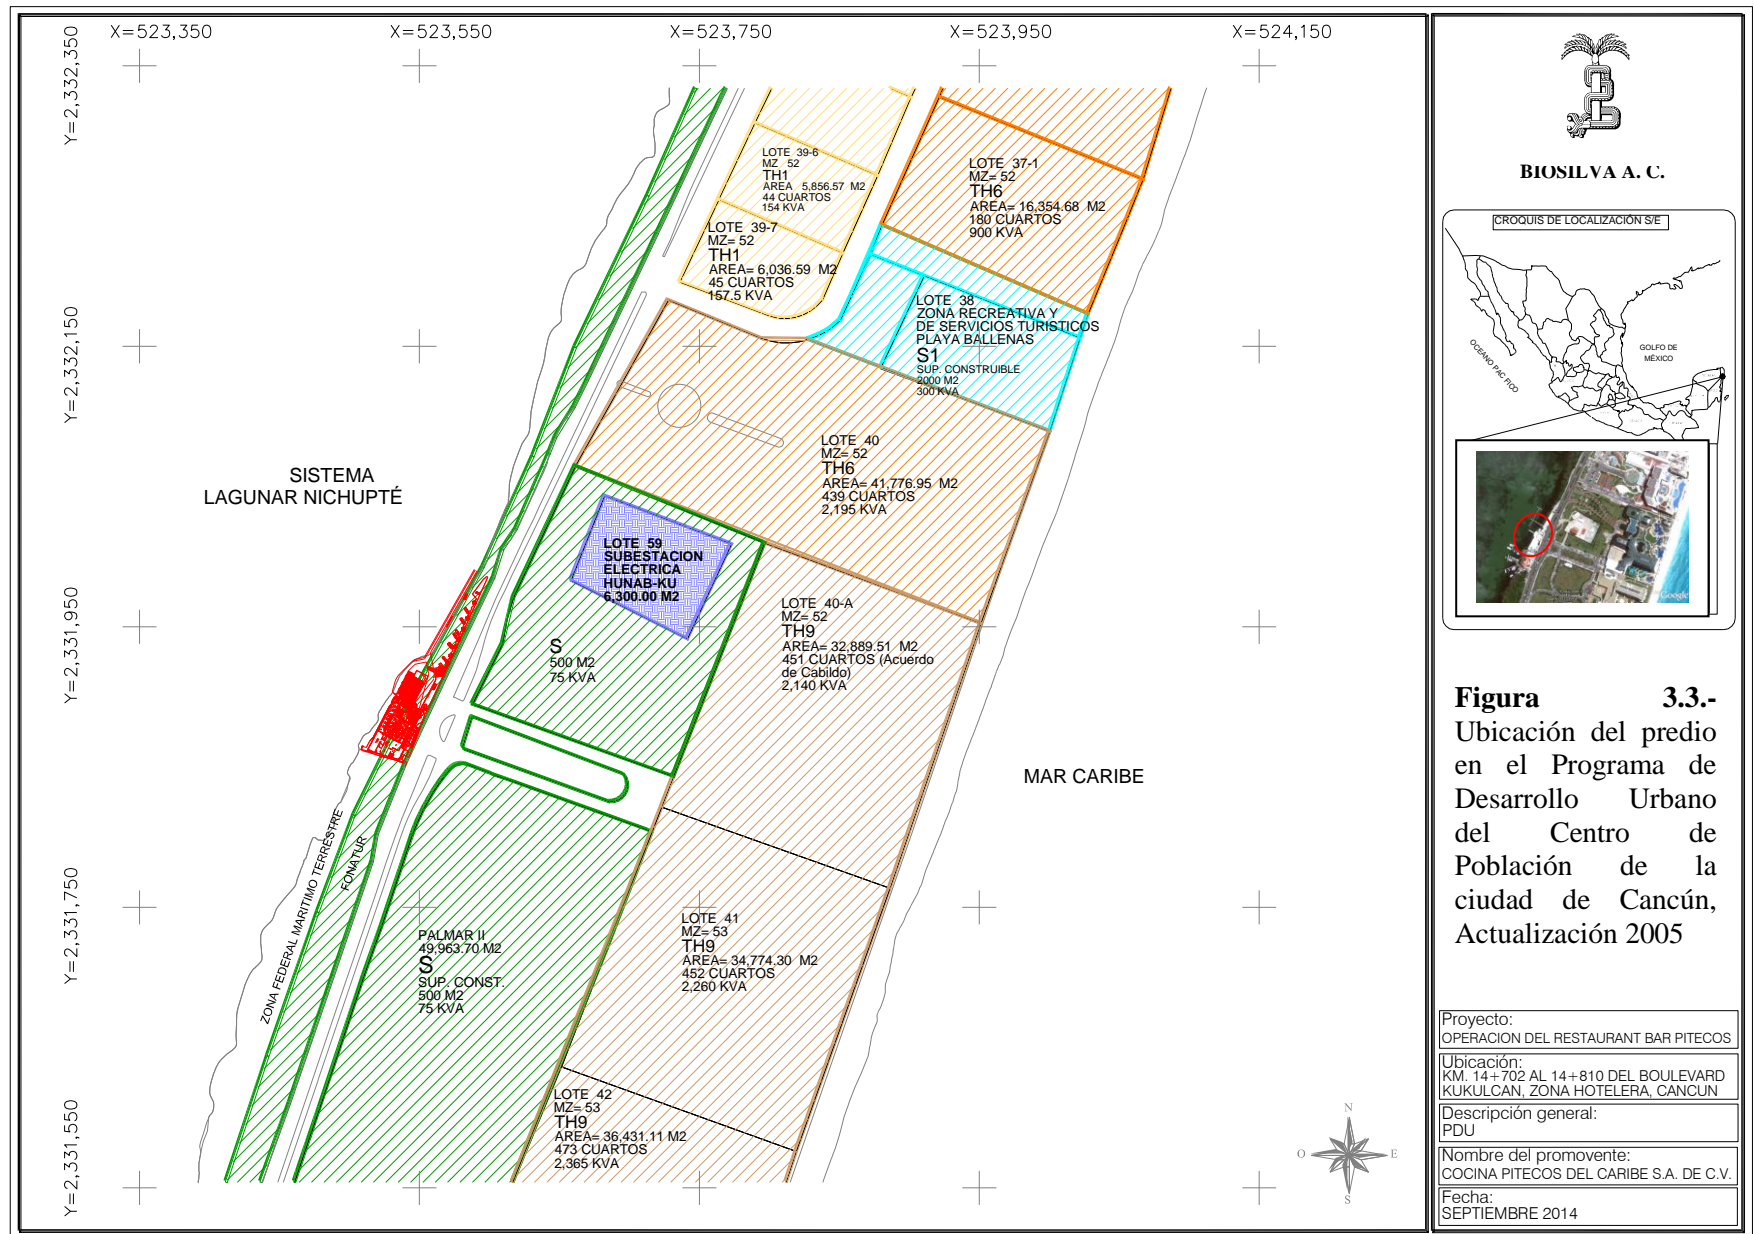 X=523,350
X=523,550
X=523,750
X=523,950
X=524,150
Y=2,332,350
Y=2,332,150
Y=2,331,950
Y=2,331,750
Y=2,331,550
LOTE 39-6
MZ 52
TH1
AREA 5,856.57 M2
44 CUARTOS
154 KVA
LOTE 39-7
MZ= 52
TH1
AREA= 6,036.59 M2
45 CUARTOS
157.5 KVA
LOTE 37-1
MZ= 52
TH6
AREA= 16,354.68 M2
180 CUARTOS
900 KVA
LOTE 38
ZONA RECREATIVA Y
DE SERVICIOS TURISTICOS
PLAYA BALLENAS
S1
SUP. CONSTRUIBLE
2000 M2
300 KVA
LOTE 40
MZ= 52
TH6
AREA= 41,776.95 M2
439 CUARTOS
2,195 KVA
SISTEMA
LAGUNAR NICHUPTÉ
LOTE 59
SUBESTACION
ELECTRICA
HUNAB-KU
6,300.00 M2
S
500 M2
75 KVA
LOTE 40-A
MZ= 52
TH9
AREA= 32,889.51 M2
451 CUARTOS (Acuerdo
de Cabildo)
2,140 KVA
MAR CARIBE
ZONA FEDERAL MARITIMO TERRESTRE
FONATUR
PALMAR II
49,963.70 M2
S
SUP. CONST.
500 M2
75 KVA
LOTE 41
MZ= 53
TH9
AREA= 34,774.30 M2
452 CUARTOS
2,260 KVA
LOTE 42
MZ= 53
TH9
AREA= 36,431.11 M2
473 CUARTOS
2,365 KVA
N
O
E
S
BIOSILVA A. C.
CROQUIS DE LOCALIZACIÓN S/E
GOLFO DE
MÉXICO
OCEANO PAC FICO
Google
Figura 3.3.-
Ubicación del predio
en el Programa de
Desarrollo Urbano
del Centro de
Población de la
ciudad de Cancún,
Actualización 2005
Proyecto:
OPERACION DEL RESTAURANT BAR PITECOS
Ubicación:
KM. 14+702 AL 14+810 DEL BOULEVARD
KUKULCAN, ZONA HOTELERA, CANCUN
Descripción general:
PDU
Nombre del promovente:
COCINA PITECOS DEL CARIBE S.A. DE C.V.
Fecha:
SEPTIEMBRE 2014